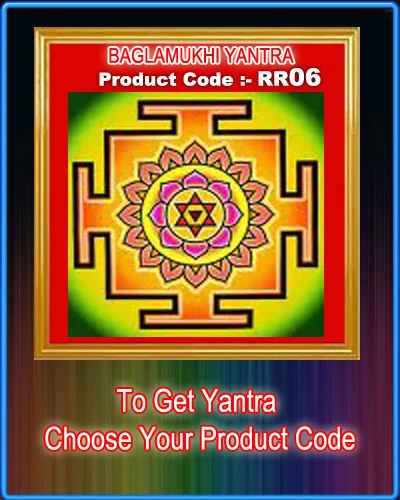 BAGLAMUKHI YANTRA
Product Code :- RR06
To Get Yantra
Choose Your Product Code